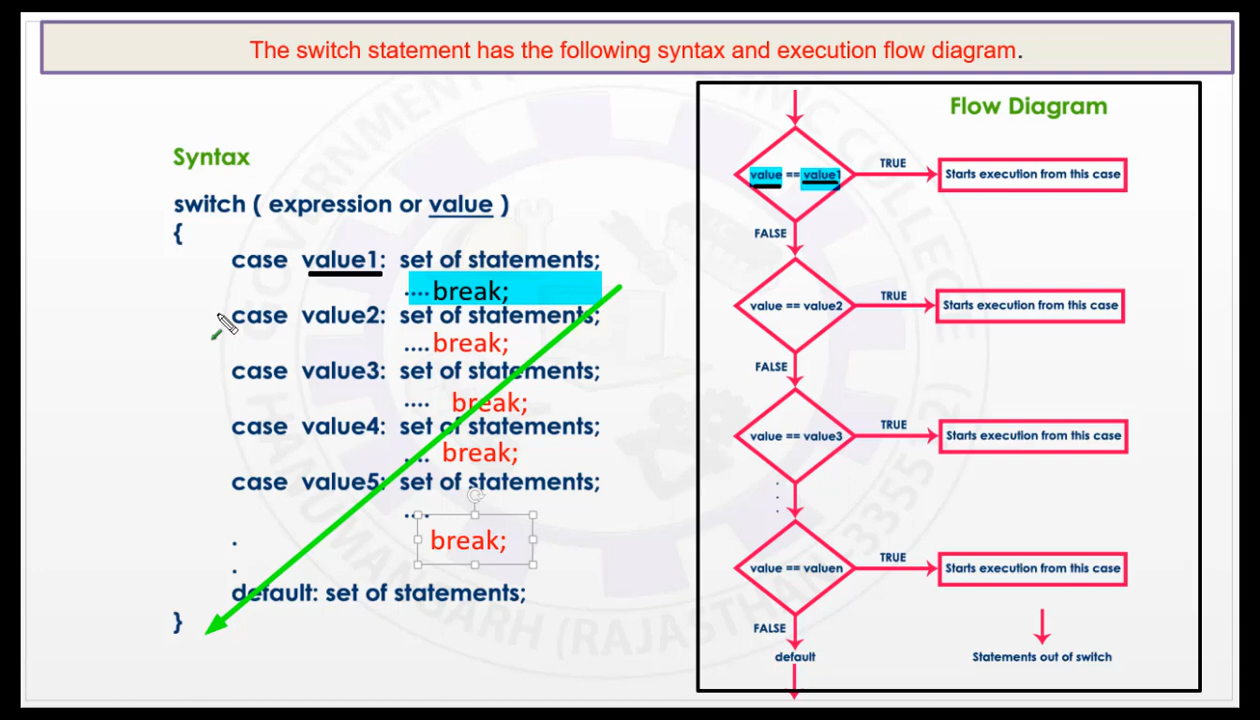 The switch statement has the following syntax and execution flow diagram.
Syntax
switch ( expression or value )
{
case value1: set of statements;
....break;
case value2: set of statements;
....break;
case value3: set of statements;
.... break;
case value4: set of statements;
.... break;
case value5: set of statements;
....
break;
.
.
default: set of statements;
}
Flow Diagram
value == value1
TRUE
Starts execution from this case
FALSE
value == value2
TRUE
Starts execution from this case
FALSE
value == value3
TRUE
Starts execution from this case
.
.
.
value == valuen
TRUE
Starts execution from this case
FALSE
default
Statements out of switch
GOVERNMENT
COLLEGE
HANUMANGARH (RAJASTHAN